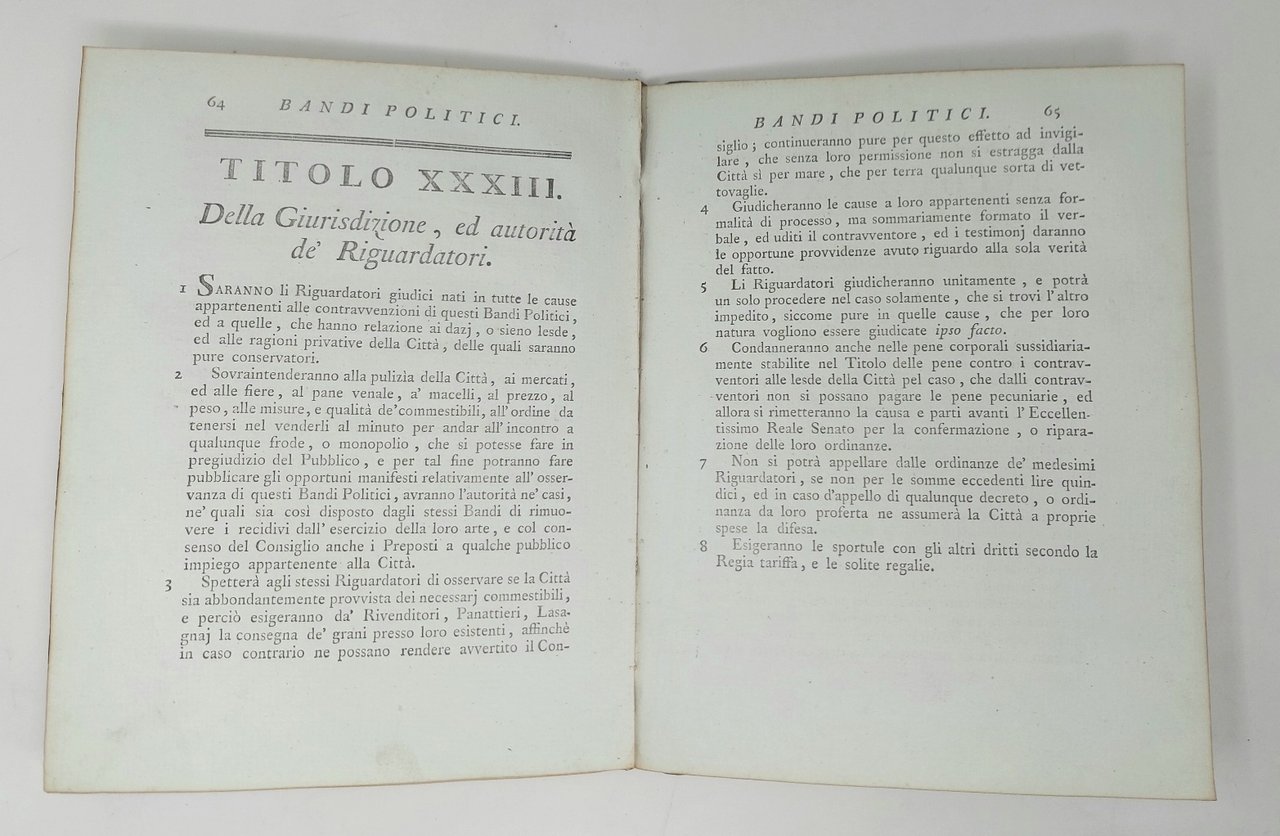 64 BANDI POLITICI.
TITOLO XXXIII.
Della Giurisdizione, ed autorità
de' Riguardatori.
1 SARANNO li Riguardatori giudici nati in tutte le cause
appartenenti alle contravvenzioni di questi Bandi Politici,
ed a quelle, che hanno relazione ai dazj, o sieno lesde,
ed alle ragioni privative della Città, delle quali saranno
pure conservatori.
2 Sovraintenderanno alla pulizìa della Città, ai mercati,
ed alle fiere, al pane venale, a' macelli, al prezzo, al
peso, alle misure, e qualità de' commestibili, all' ordine da
tenersi nel venderli al minuto per andar all' incontro a
qualunque frode, o monopolio, che si potesse fare in
pregiudizio del Pubblico, e per tal fine potranno fare
pubblicare gli opportuni manifesti relativamente all' osser-
vanza di questi Bandi Politici, avranno l'autorità ne' casi,
ne' quali sia così disposto dagli stessi Bandi di rimuo-
vere i recidivi dall' esercizio della loro arte, e col con-
senso del Consiglio anche i Preposti a qualche pubblico
impiego appartenente alla Città.
3 Spetterà agli stessi Riguardatori di osservare se la Città
sia abbondantemente provvista dei necessarj commestibili,
e perciò esigeranno da' Rivenditori, Panattieri, Lasa-
gnaj la consegna de' grani presso loro esistenti, affinchè
in caso contrario ne possano rendere avvertito il Con-
BANDI POLITICI. 65
siglio; continueranno pure per questo effetto ad invigi-
lare, che senza loro permissione non si estragga dalla
Città sì per mare, che per terra qualunque sorta di vet-
tovaglie.
4 Giudicheranno le cause a loro appartenenti senza for-
malità di processo, ma sommariamente formato il ver-
bale, ed uditi il contravventore, ed i testimonj daranno
le opportune provvidenze avuto riguardo alla sola verità
del fatto.
5 Li Riguardatori giudicheranno unitamente, e potrà
un solo procedere nel caso solamente, che si trovi l' altro
impedito, siccome pure in quelle cause, che per loro
natura vogliono essere giudicate ipso facto.
6 Condanneranno anche nelle pene corporali sussidiaria-
mente stabilite nel Titolo delle pene contro i contrav-
ventori alle lesde della Città pel caso, che dalli contrav-
ventori non si possano pagare le pene pecuniarie, ed
allora si rimetteranno la causa e parti avanti l' Eccellen-
tissimo Reale Senato per la confermazione, o ripara-
zione delle loro ordinanze.
7 Non si potrà appellare dalle ordinanze de' medesimi
Riguardatori, se non per le somme eccedenti lire quin-
dici, ed in caso d'appello di qualunque decreto, o ordi-
nanza da loro proferta ne assumerà la Città a proprie
spese la difesa.
8 Esigeranno le sportule con gli altri dritti secondo la
Regia tariffa, e le solite regalie.